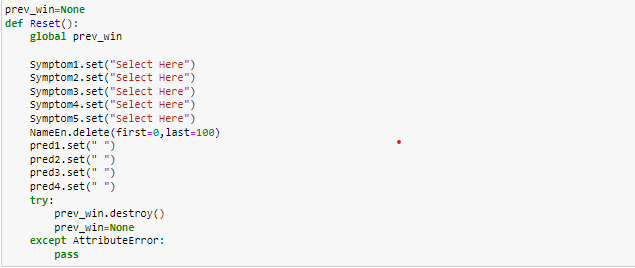 prev_win=None
def Reset():
    global prev_win

    Symptom1.set("Select Here")
    Symptom2.set("Select Here")
    Symptom3.set("Select Here")
    Symptom4.set("Select Here")
    Symptom5.set("Select Here")
    NameEn.delete(first=0,last=100)
    pred1.set(" ")
    pred2.set(" ")
    pred3.set(" ")
    pred4.set(" ")
    try:
        prev_win.destroy()
        prev_win=None
    except AttributeError:
        pass